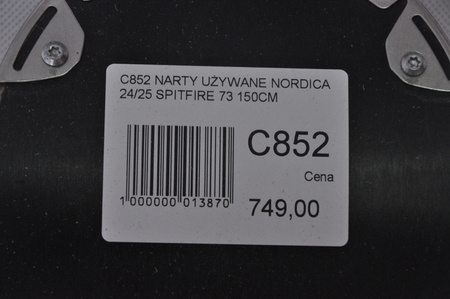 C852 NARTY UŻYWANE NORDICA
24/25 SPITFIRE 73 150CM
C852
Cena
1 000000 013870
749,00